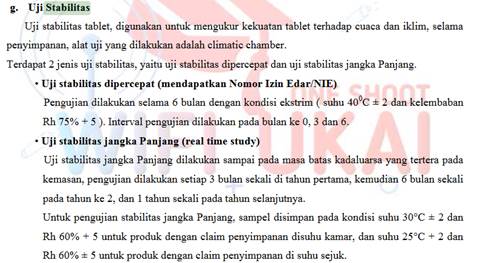 g. Uji Stabilitas
Uji stabilitas tablet, digunakan untuk mengukur kekuatan tablet terhadap cuaca dan iklim, selama
penyimpanan, alat uji yang dilakukan adalah climatic chamber.
Terdapat 2 jenis uji stabilitas, yaitu uji stabilitas dipercepat dan uji stabilitas jangka Panjang.
• Uji stabilitas dipercepat (mendapatkan Nomor Izin Edar/NIE)
Pengujian dilakukan selama 6 bulan dengan kondisi ekstrim ( suhu 40⁰C ± 2 dan kelembaban
Rh 75% + 5 ). Interval pengujian dilakukan pada bulan ke 0, 3 dan 6.
• Uji stabilitas jangka Panjang (real time study)
Uji stabilitas jangka Panjang dilakukan sampai pada masa batas kadaluarsa yang tertera pada
kemasan, pengujian dilakukan setiap 3 bulan sekali di tahun pertama, kemudian 6 bulan sekali
pada tahun ke 2, dan 1 tahun sekali pada tahun selanjutnya.
Untuk pengujian stabilitas jangka Panjang, sampel disimpan pada kondisi suhu 30°C ± 2 dan
Rh 60% + 5 untuk produk dengan claim penyimpanan disuhu kamar, dan suhu 25°C + 2 dan
Rh 60% ± 5 untuk produk dengan claim penyimpanan di suhu sejuk.
ONE SHOOT
WIFI UKAI